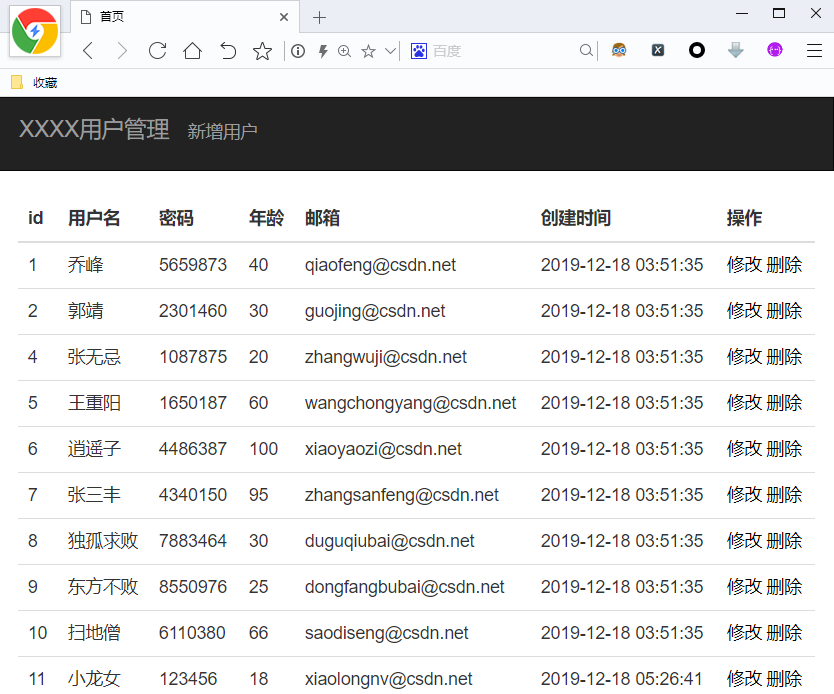 首页
百度
收藏
XXXX用户管理 新增用户
id 用户名 密码 年龄 邮箱 创建时间 操作
1 乔峰 5659873 40 qiaofeng@csdn.net 2019-12-18 03:51:35 修改 删除
2 郭靖 2301460 30 guojing@csdn.net 2019-12-18 03:51:35 修改 删除
4 张无忌 1087875 20 zhangwuji@csdn.net 2019-12-18 03:51:35 修改 删除
5 王重阳 1650187 60 wangchongyang@csdn.net 2019-12-18 03:51:35 修改 删除
6 逍遥子 4486387 100 xiaoyaozi@csdn.net 2019-12-18 03:51:35 修改 删除
7 张三丰 4340150 95 zhangsanfeng@csdn.net 2019-12-18 03:51:35 修改 删除
8 独孤求败 7883464 30 duguqiubai@csdn.net 2019-12-18 03:51:35 修改 删除
9 东方不败 8550976 25 dongfangbubai@csdn.net 2019-12-18 03:51:35 修改 删除
10 扫地僧 6110380 66 saodiseng@csdn.net 2019-12-18 03:51:35 修改 删除
11 小龙女 123456 18 xiaolongnv@csdn.net 2019-12-18 05:26:41 修改 删除